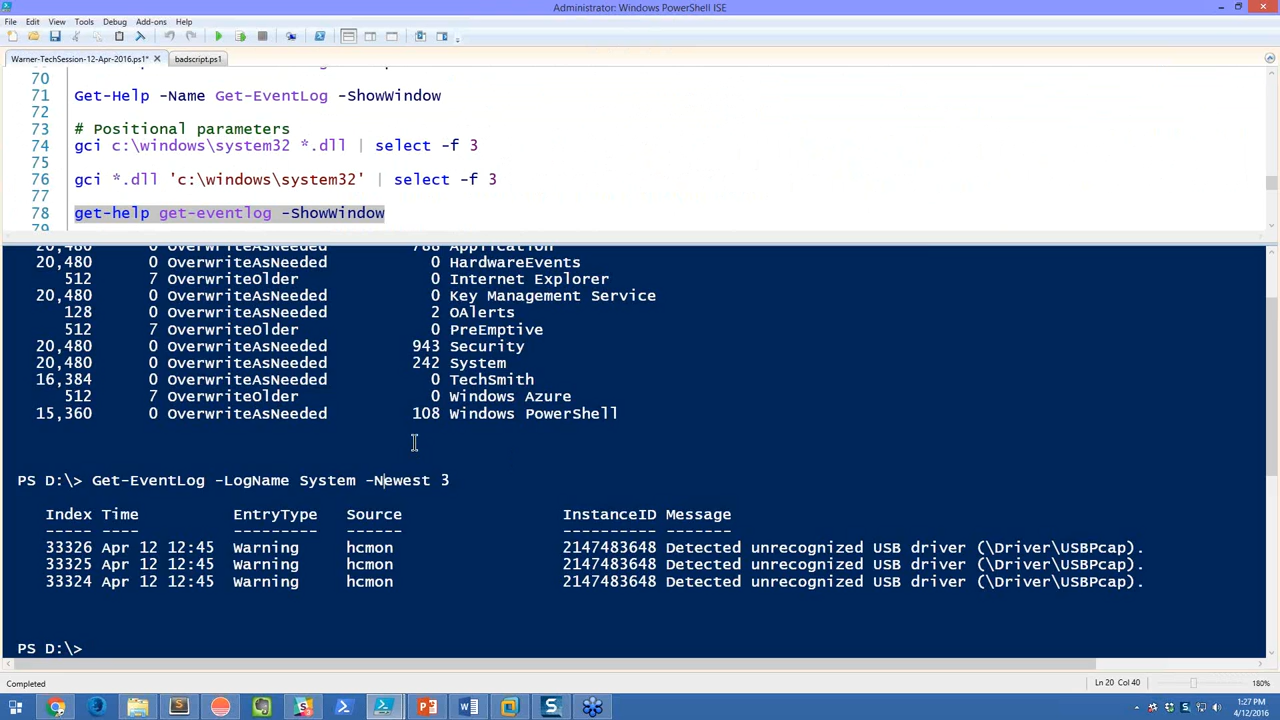 Administrator: Windows PowerShell ISE
File Edit View Tools Debug Add-ons Help
Warner-TechSession-12-Apr-2016.ps1* badscript.ps1
70
71 Get-Help -Name Get-EventLog -ShowWindow
72
73 # Positional parameters
74 gci c:\windows\system32 *.dll | select -f 3
75
76 gci *.dll 'c:\windows\system32' | select -f 3
77
78 get-help get-eventlog -ShowWindow
79
20,480 0 OverwriteAsNeeded 788 Application
20,480 0 OverwriteAsNeeded 0 HardwareEvents
512 7 OverwriteOlder 0 Internet Explorer
20,480 0 OverwriteAsNeeded 0 Key Management Service
128 0 OverwriteAsNeeded 2 OAlerts
512 7 OverwriteOlder 0 PreEmptive
20,480 0 OverwriteAsNeeded 943 Security
20,480 0 OverwriteAsNeeded 242 System
16,384 0 OverwriteAsNeeded 0 TechSmith
512 7 OverwriteOlder 0 Windows Azure
15,360 0 OverwriteAsNeeded 108 Windows PowerShell
PS D:\> Get-EventLog -LogName System -Newest 3
Index Time EntryType Source InstanceID Message
----- ---- --------- ------ ---------- -------
33326 Apr 12 12:45 Warning hcmon 2147483648 Detected unrecognized USB driver (\Driver\USBPcap).
33325 Apr 12 12:45 Warning hcmon 2147483648 Detected unrecognized USB driver (\Driver\USBPcap).
33324 Apr 12 12:45 Warning hcmon 2147483648 Detected unrecognized USB driver (\Driver\USBPcap).
PS D:\>
Completed Ln 20 Col 40 180%
1:27 PM
4/12/2016